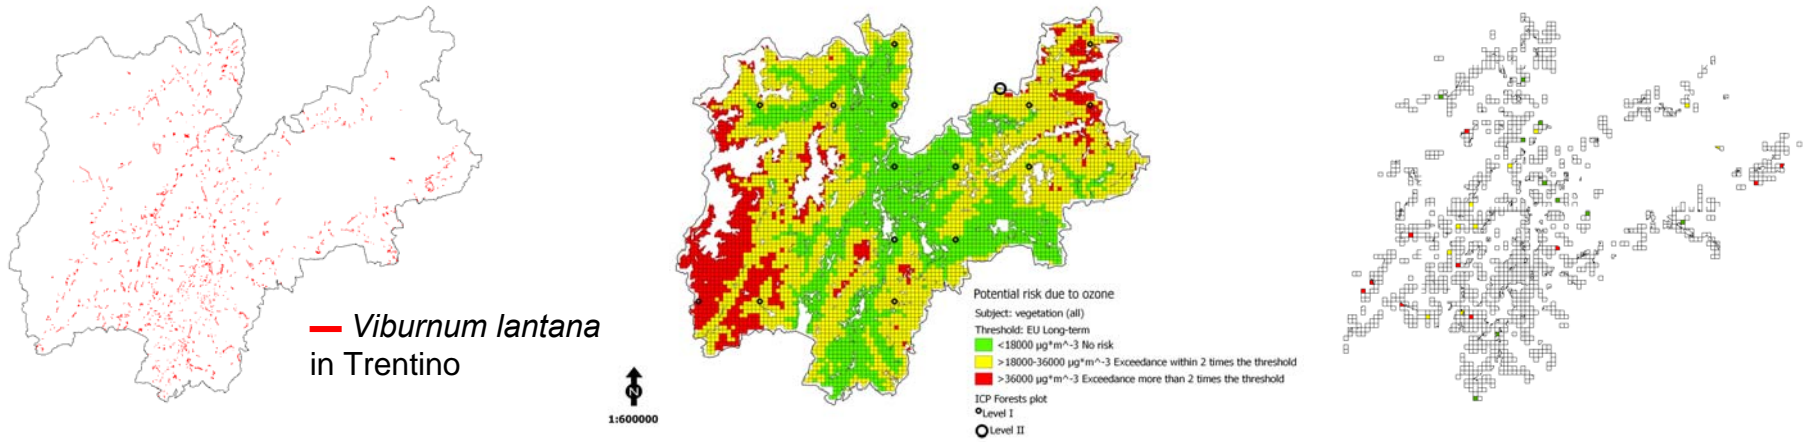 Viburnum lantana
in Trentino
1:600000
Potential risk due to ozone
Subject: vegetation (all)
Threshold: EU Long-term
<18000 µg*m^-3 No risk
>18000-36000 µg*m^-3 Exceedance within 2 times the threshold
>36000 µg*m^-3 Exceedance more than 2 times the threshold
ICP Forests plot
Level I
Level II